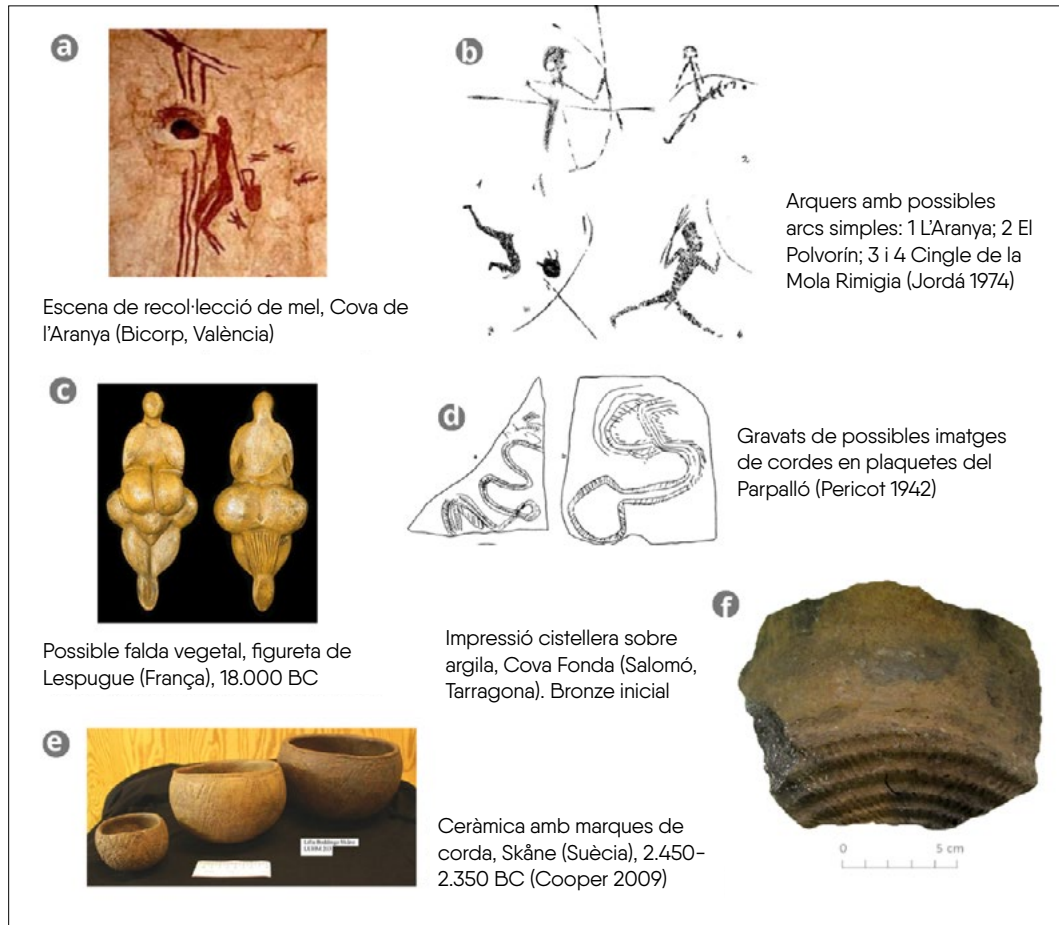 a
Escena de recol·lecció de mel, Cova de
l’Aranya (Bicorp, València)
b
1
2
3
4
Arquers amb possibles
arcs simples: 1 L’Aranya; 2 El
Polvorín; 3 i 4 Cingle de la
Mola Rimigia (Jordá 1974)
c
Possible falda vegetal, figureta de
Lespugue (França), 18.000 BC
d
Gravats de possibles imatges
de cordes en plaquetes del
Parpalló (Pericot 1942)
Impressió cistellera sobre
argila, Cova Fonda (Salomó,
Tarragona). Bronze inicial
f
0 5 cm
e
Ceràmica amb marques de
corda, Skåne (Suècia), 2.450–
2.350 BC (Cooper 2009)